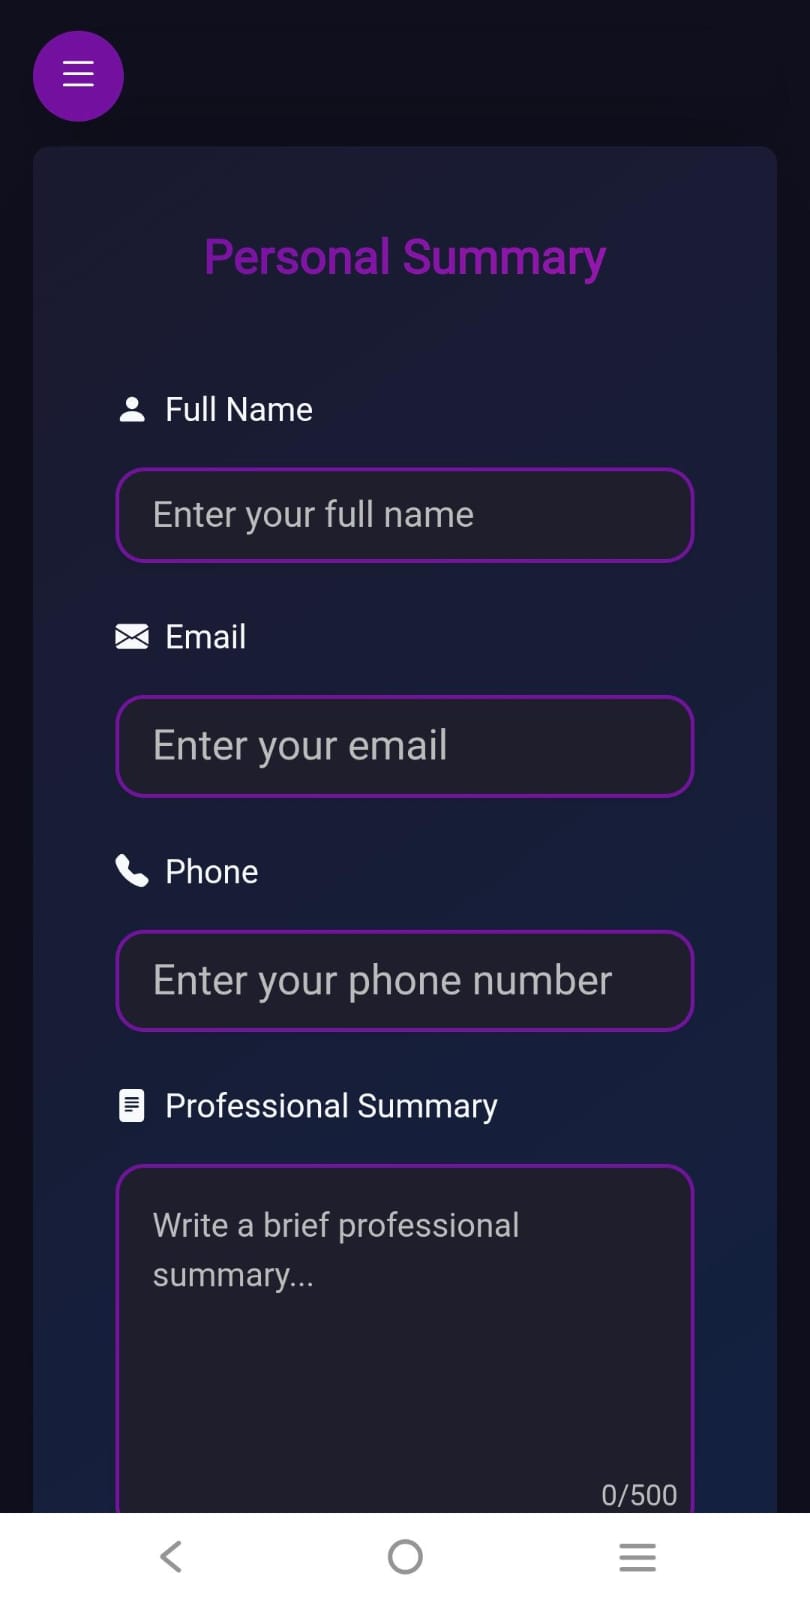 Personal Summary
Full Name
Enter your full name
Email
Enter your email
Phone
Enter your phone number
Professional Summary
Write a brief professional
summary...
0/500